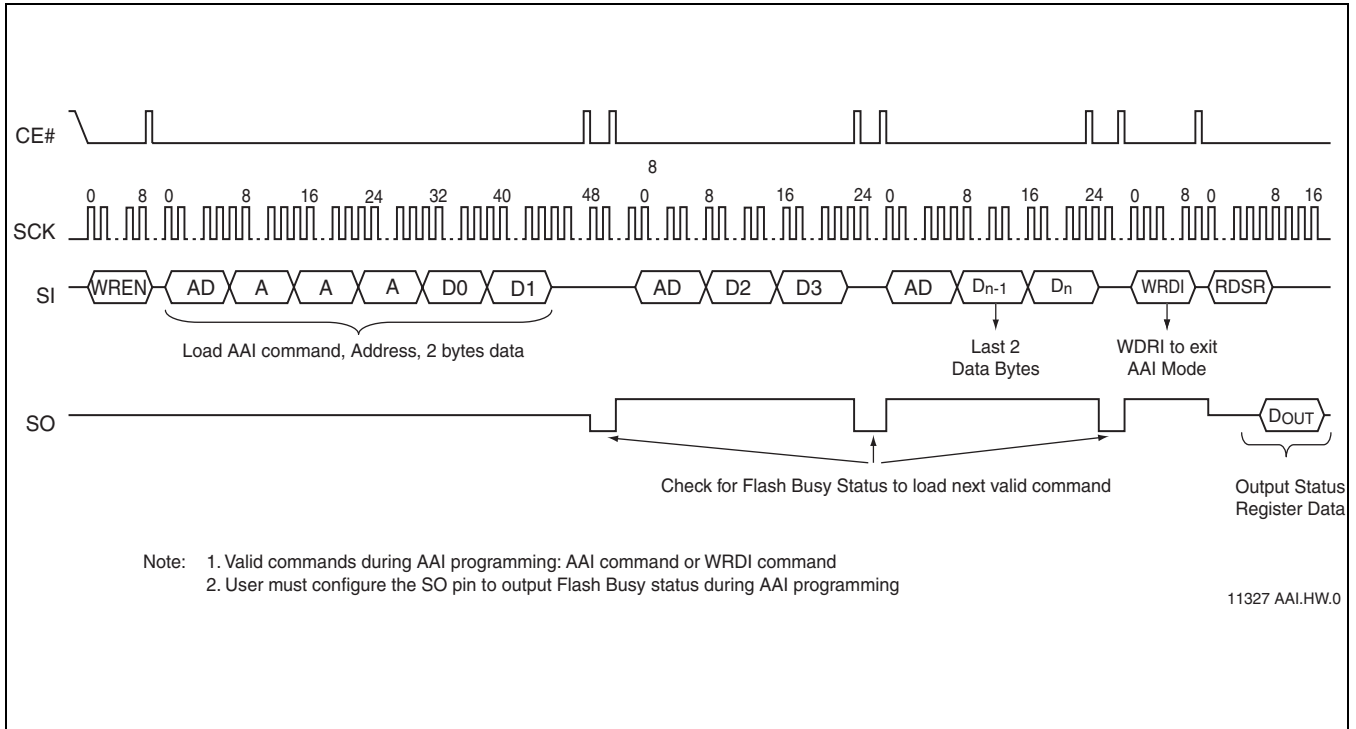 CE#
8
0 8 0 8 16 24 32 40 48 0 8 16 24 0 8 16 24 0 8 0 8 16
SCK
SI WREN AD A A A D0 D1 AD D2 D3 AD Dn-1 Dn WRDI RDSR
Load AAI command, Address, 2 bytes data
Last 2
Data Bytes
WDRI to exit
AAI Mode
SO DOUT
Check for Flash Busy Status to load next valid command
Output Status
Register Data
Note: 1. Valid commands during AAI programming: AAI command or WRDI command
2. User must configure the SO pin to output Flash Busy status during AAI programming
11327 AAI.HW.0